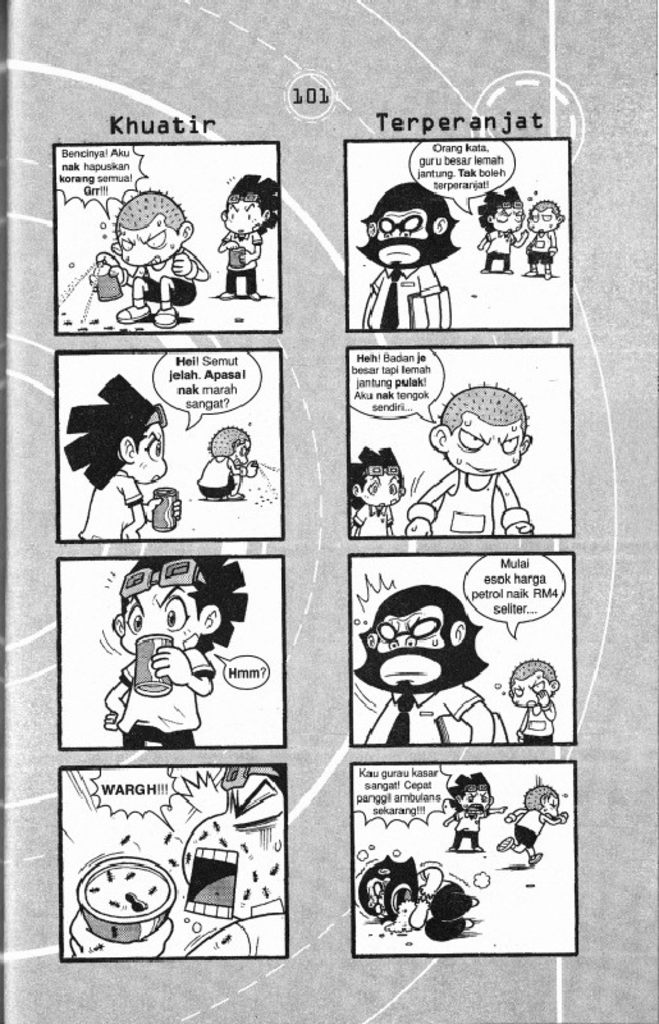 101
Khuatir
Bencinya! Aku
nak hapuskan
korang semua!
Grr!!!
Hei! Semut
jelah. Apasal
nak marah
sangat?
Hmm?
WARGH!!!
Terperanjat
Orang kata,
guru besar lemah
jantung. Tak boleh
terperanjat!
Heih! Badan je
besar tapi lemah
jantung pulak!
Aku nak tengok
sendiri...
Mulai
esok harga
petrol naik RM4
seliter....
Kau gurau kasar
sangat! Cepat
panggil ambulans
sekarang!!!